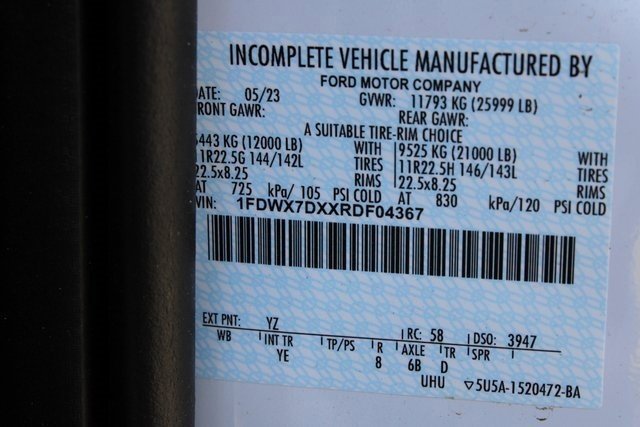 INCOMPLETE VEHICLE MANUFACTURED BY
FORD MOTOR COMPANY
DATE: 05/23 GVWR: 11793 KG (25999 LB)
FRONT GAWR: REAR GAWR:
A SUITABLE TIRE-RIM CHOICE
5443 KG (12000 LB) WITH 9525 KG (21000 LB) WITH
11R22.5G 144/142L TIRES 11R22.5H 146/143L TIRES
22.5x8.25 RIMS 22.5x8.25 RIMS
AT 725 kPa/ 105 PSI COLD AT 830 kPa/120 PSI COLD
VIN: 1FDWX7DXXRDF04367
EXT PNT: YZ RC: 58 DSO: 3947
WB INT TR TP/PS R AXLE TR SPR
YE 8 6B D
UHU ▽5U5A-1520472-BA